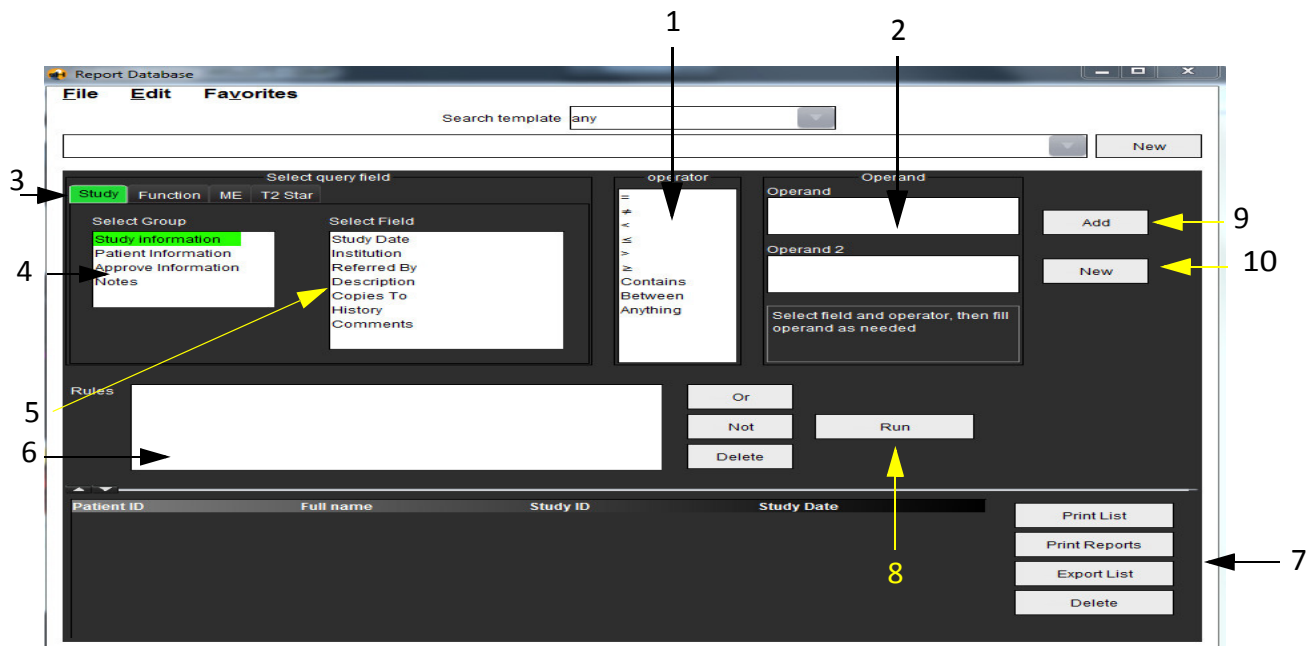 1
2
Report Database
File Edit Favorites
Search template any
New
3
Select query field
operator
Operand
Study Function ME T2 Star
Select Group
Select Field
Study information
Patient Information
Approve Information
Notes
4
Study Date
Institution
Referred By
Description
Copies To
History
Comments
5
=
≠
<
≤
>
≥
Contains
Between
Anything
Operand
Operand 2
Select field and operator, then fill
operand as needed
Add
9
New
10
Rules
6
Or
Not
Delete
Run
8
Patient ID Full name Study ID Study Date
Print List
Print Reports
Export List
Delete
7